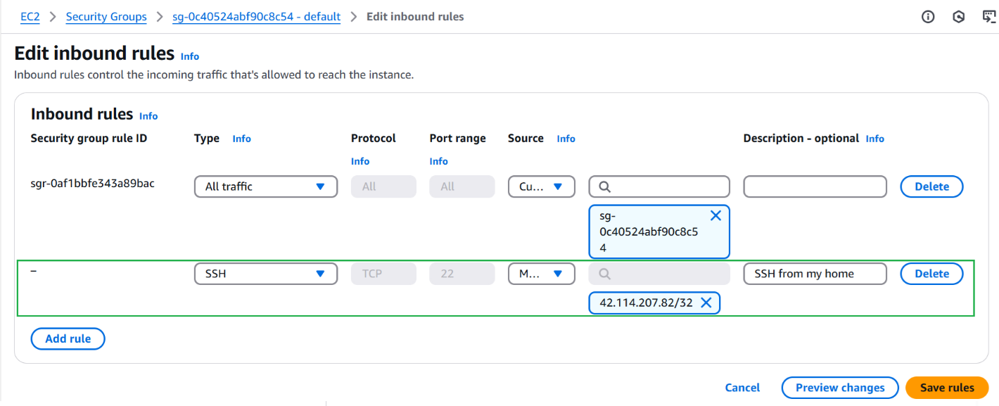 EC2 > Security Groups > sg-0c40524abf90c8c54 - default > Edit inbound rules
Edit inbound rules Info
Inbound rules control the incoming traffic that's allowed to reach the instance.
Inbound rules Info
Security group rule ID Type Info Protocol Port range Source Info Description - optional Info
Info Info
sgr-0af1bbfe343a89bac All traffic All All Cu... Delete
sg-
0c40524abf90c8c5
4
– SSH TCP 22 M... SSH from my home Delete
42.114.207.82/32
Add rule
Cancel Preview changes Save rules